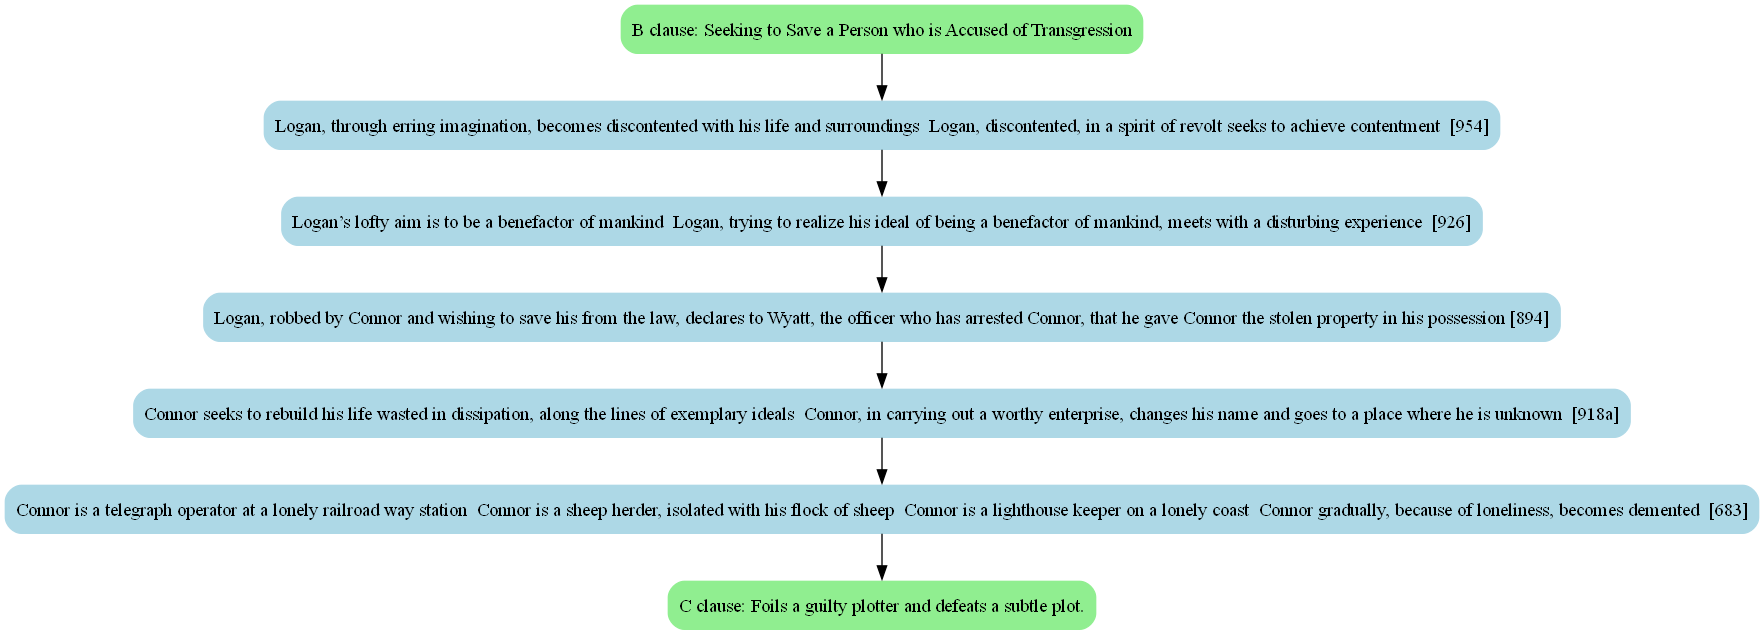 B clause: Seeking to Save a Person who is Accused of Transgression
Logan, through erring imagination, becomes discontented with his life and surroundings  Logan, discontented, in a spirit of revolt seeks to achieve contentment  [954]
Logan’s lofty aim is to be a benefactor of mankind  Logan, trying to realize his ideal of being a benefactor of mankind, meets with a disturbing experience  [926]
Logan, robbed by Connor and wishing to save his from the law, declares to Wyatt, the officer who has arrested Connor, that he gave Connor the stolen property in his possession [894]
Connor seeks to rebuild his life wasted in dissipation, along the lines of exemplary ideals  Connor, in carrying out a worthy enterprise, changes his name and goes to a place where he is unknown  [918a]
Connor is a telegraph operator at a lonely railroad way station  Connor is a sheep herder, isolated with his flock of sheep  Connor is a lighthouse keeper on a lonely coast  Connor gradually, because of loneliness, becomes demented  [683]
C clause: Foils a guilty plotter and defeats a subtle plot.